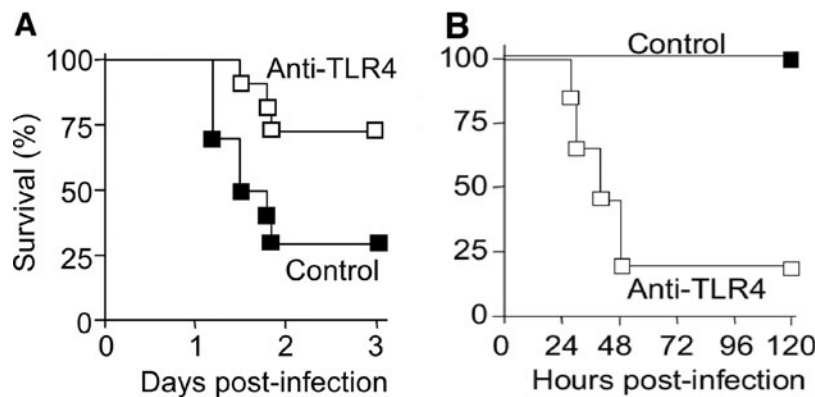 A
Survival (%)
100
75
50
25
0
Anti-TLR4
Control
0 1 2 3
Days post-infection
B
100
75
50
25
0
Control
Anti-TLR4
0 24 48 72 96 120
Hours post-infection